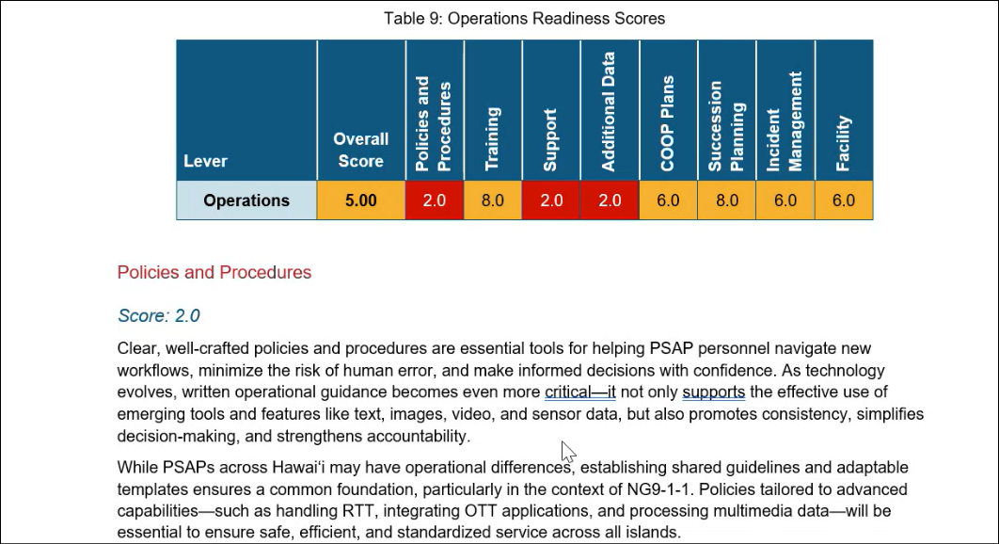 Table 9: Operations Readiness Scores
Lever
Overall Score
Policies and Procedures
Training
Support
Additional Data
COOP Plans
Succession Planning
Incident Management
Facility
Operations 5.00 2.0 8.0 2.0 2.0 6.0 8.0 6.0 6.0
Policies and Procedures
Score: 2.0
Clear, well-crafted policies and procedures are essential tools for helping PSAP personnel navigate new
workflows, minimize the risk of human error, and make informed decisions with confidence. As technology
evolves, written operational guidance becomes even more critical—it not only supports the effective use of
emerging tools and features like text, images, video, and sensor data, but also promotes consistency, simplifies
decision-making, and strengthens accountability.
While PSAPs across Hawaiʻi may have operational differences, establishing shared guidelines and adaptable
templates ensures a common foundation, particularly in the context of NG9-1-1. Policies tailored to advanced
capabilities—such as handling RTT, integrating OTT applications, and processing multimedia data—will be
essential to ensure safe, efficient, and standardized service across all islands.